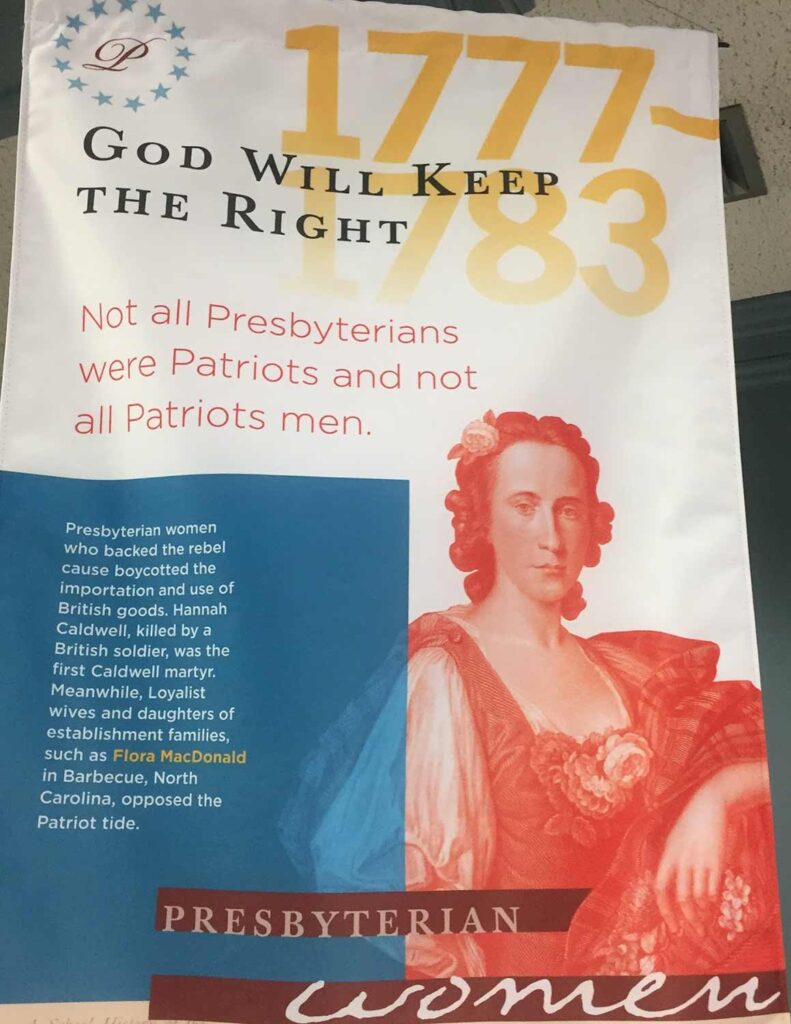 P
1777–
1783
GOD WILL KEEP
THE RIGHT
Not all Presbyterians
were Patriots and not
all Patriots men.
Presbyterian women
who backed the rebel
cause boycotted the
importation and use of
British goods. Hannah
Caldwell, killed by a
British soldier, was the
first Caldwell martyr.
Meanwhile, Loyalist
wives and daughters of
establishment families,
such as Flora MacDonald
in Barbecue, North
Carolina, opposed the
Patriot tide.
PRESBYTERIAN
women